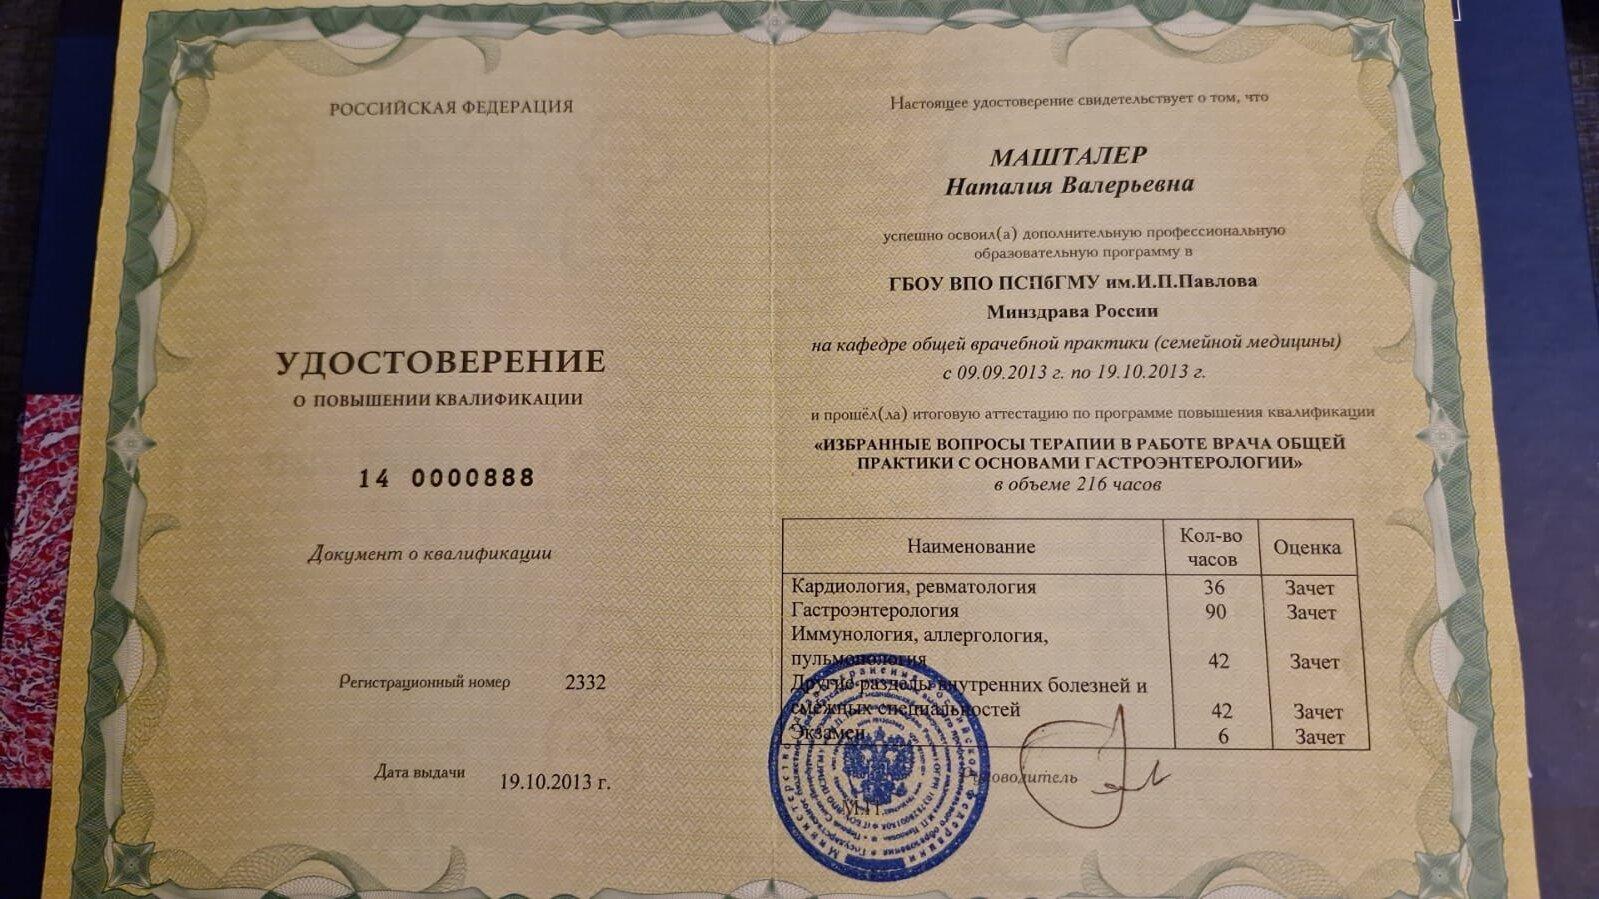 РОССИЙСКАЯ ФЕДЕРАЦИЯ
УДОСТОВЕРЕНИЕ
О ПОВЫШЕНИИ КВАЛИФИКАЦИИ
14 0000888
Документ о квалификации
Регистрационный номер 2332
Дата выдачи 19.10.2013 г.
Настоящее удостоверение свидетельствует о том, что
МАШТАЛЕР
Наталия Валерьевна
успешно освоил(а) дополнительную профессиональную
образовательную программу в
ГБОУ ВПО ПСПбГМУ им.И.П.Павлова
Минздрава России
на кафедре общей врачебной практики (семейной медицины)
с 09.09.2013 г. по 19.10.2013 г.
и прошёл(ла) итоговую аттестацию по программе повышения квалификации
«ИЗБРАННЫЕ ВОПРОСЫ ТЕРАПИИ В РАБОТЕ ВРАЧА ОБЩЕЙ
ПРАКТИКИ С ОСНОВАМИ ГАСТРОЭНТЕРОЛОГИИ»
в объеме 216 часов
Наименование Кол-во часов Оценка
Кардиология, ревматология 36 Зачет
Гастроэнтерология 90 Зачет
Иммунология, аллергология,
пульмонология 42 Зачет
Другие разделы внутренних болезней и
смежных специальностей 42 Зачет
Экзамен 6 Зачет
Руководитель
М.П.